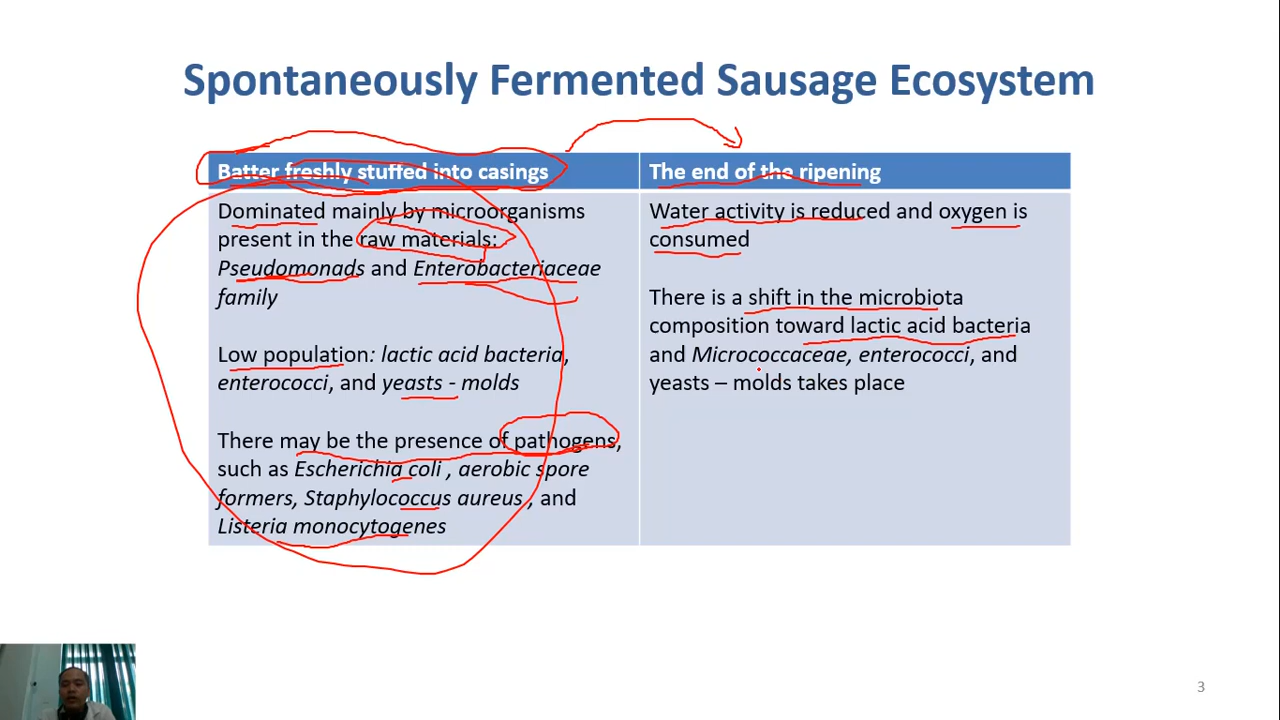 Spontaneously Fermented Sausage Ecosystem
Batter freshly stuffed into casings
Dominated mainly by microorganisms
present in the raw materials:
Pseudomonads and Enterobacteriaceae
family
Low population: lactic acid bacteria,
enterococci, and yeasts - molds
There may be the presence of pathogens,
such as Escherichia coli , aerobic spore
formers, Staphylococcus aureus , and
Listeria monocytogenes
The end of the ripening
Water activity is reduced and oxygen is
consumed
There is a shift in the microbiota
composition toward lactic acid bacteria
and Micrococcaceae, enterococci, and
yeasts – molds takes place
3